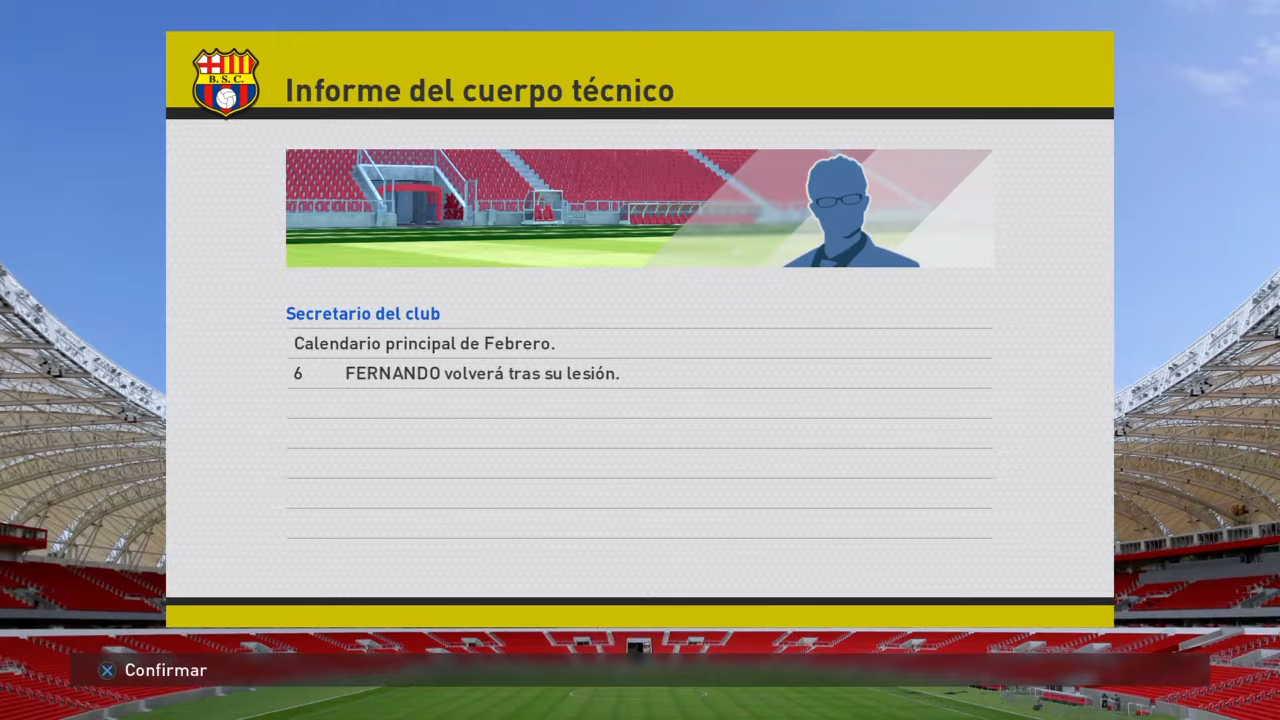 B. S. C.
Informe del cuerpo técnico
Secretario del club
Calendario principal de Febrero.
6 FERNANDO volverá tras su lesión.
Confirmar